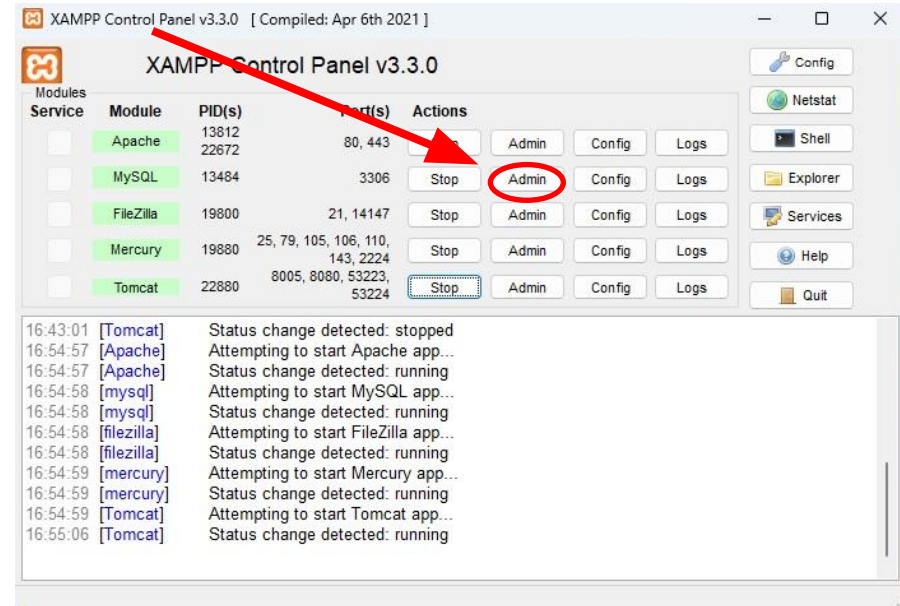 XAMPP Control Panel v3.3.0 [ Compiled: Apr 6th 2021 ]
XAMPP Control Panel v3.3.0
Config
Modules
Service Module PID(s) Port(s) Actions
Netstat
Apache 13812 22672 80, 443 Admin Config Logs
Shell
MySQL 13484 3306 Stop Admin Config Logs
Explorer
FileZilla 19800 21, 14147 Stop Admin Config Logs
Services
Mercury 19880 25, 79, 105, 106, 110, 143, 2224 Stop Admin Config Logs
Help
Tomcat 22880 8005, 8080, 53223, 53224 Stop Admin Config Logs
Quit
16:43:01 [Tomcat] Status change detected: stopped
16:54:57 [Apache] Attempting to start Apache app...
16:54:57 [Apache] Status change detected: running
16:54:58 [mysql] Attempting to start MySQL app...
16:54:58 [mysql] Status change detected: running
16:54:58 [filezilla] Attempting to start FileZilla app...
16:54:58 [filezilla] Status change detected: running
16:54:59 [mercury] Attempting to start Mercury app...
16:54:59 [mercury] Status change detected: running
16:54:59 [Tomcat] Attempting to start Tomcat app...
16:55:06 [Tomcat] Status change detected: running